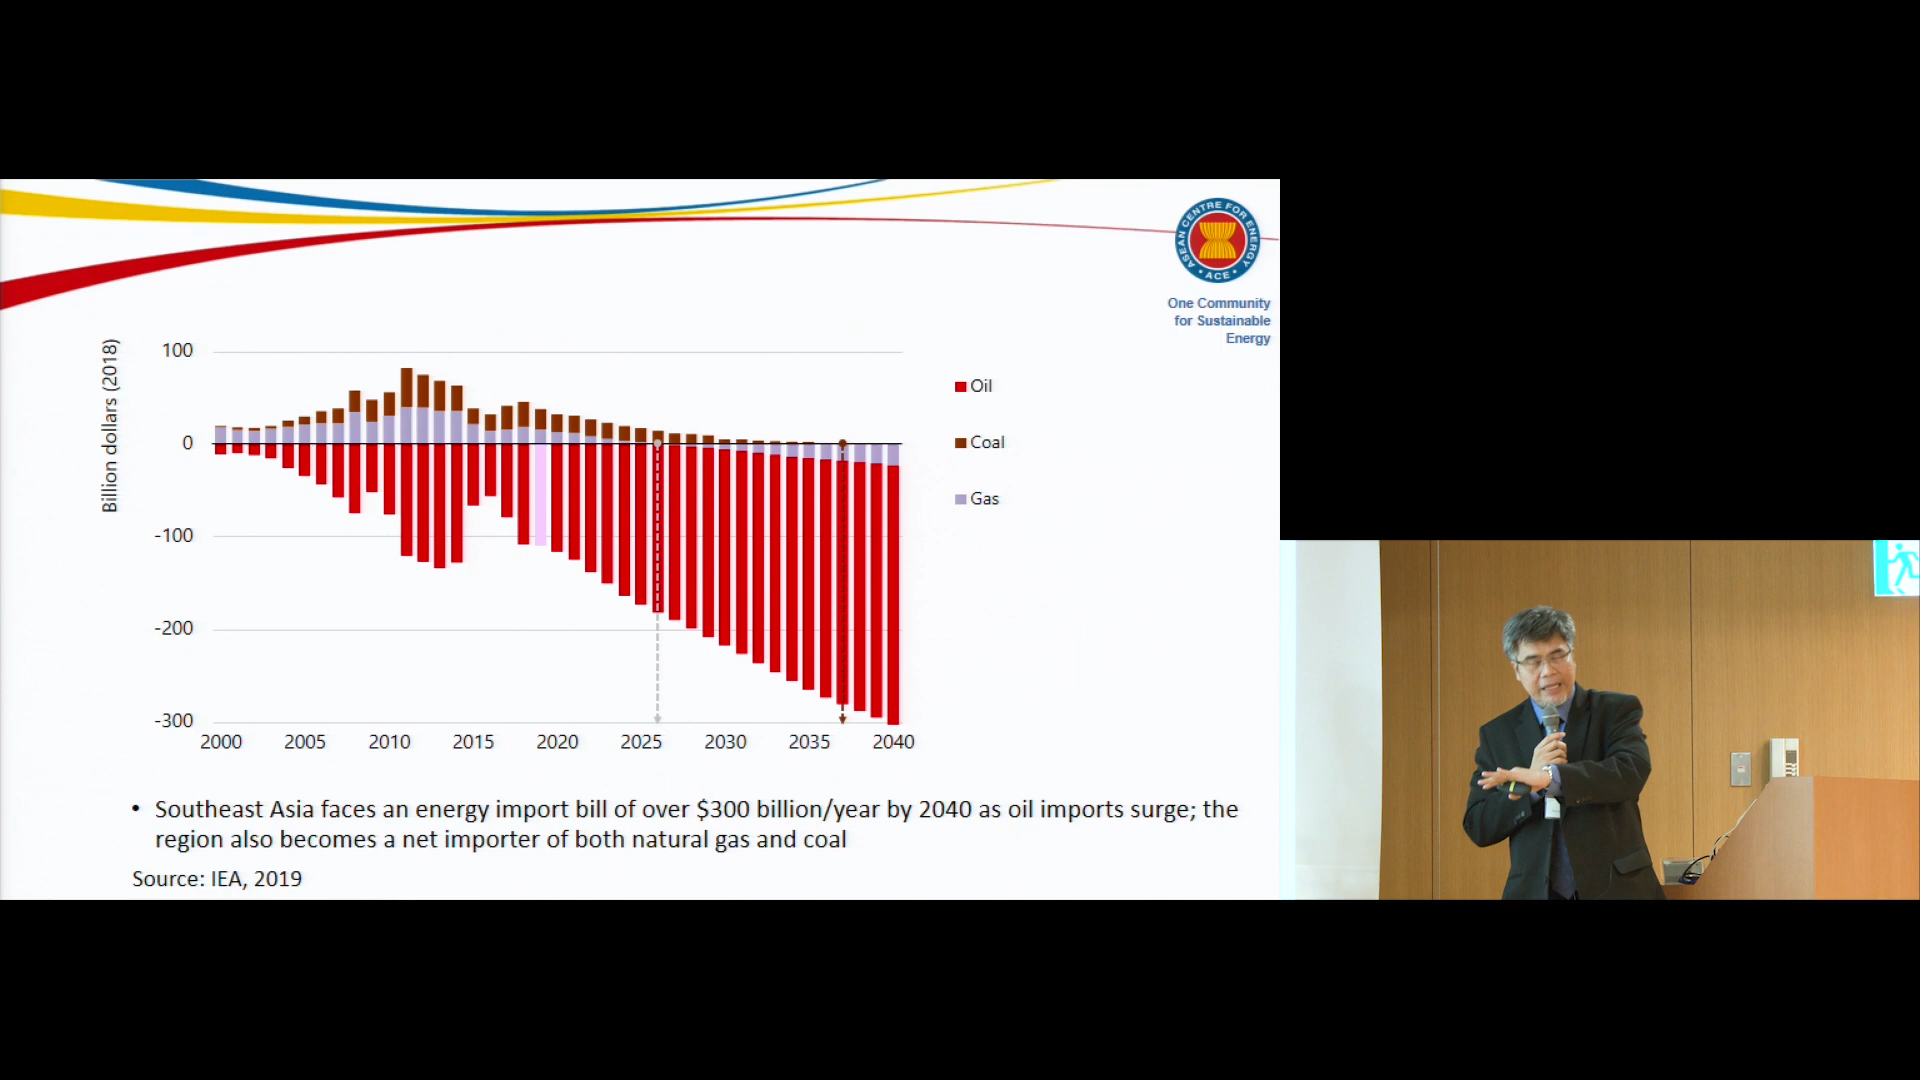 ASEAN CENTRE FOR ENERGY
• ACE •
One Community
for Sustainable
Energy
Billion dollars (2018)
100
0
-100
-200
-300
2000 2005 2010 2015 2020 2025 2030 2035 2040
Oil
Coal
Gas
• Southeast Asia faces an energy import bill of over $300 billion/year by 2040 as oil imports surge; the
region also becomes a net importer of both natural gas and coal
Source: IEA, 2019